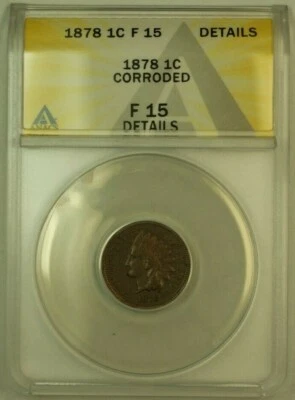 1878 1C F 15 DETAILS
1878 1C
CORRODED
F 15
DETAILS